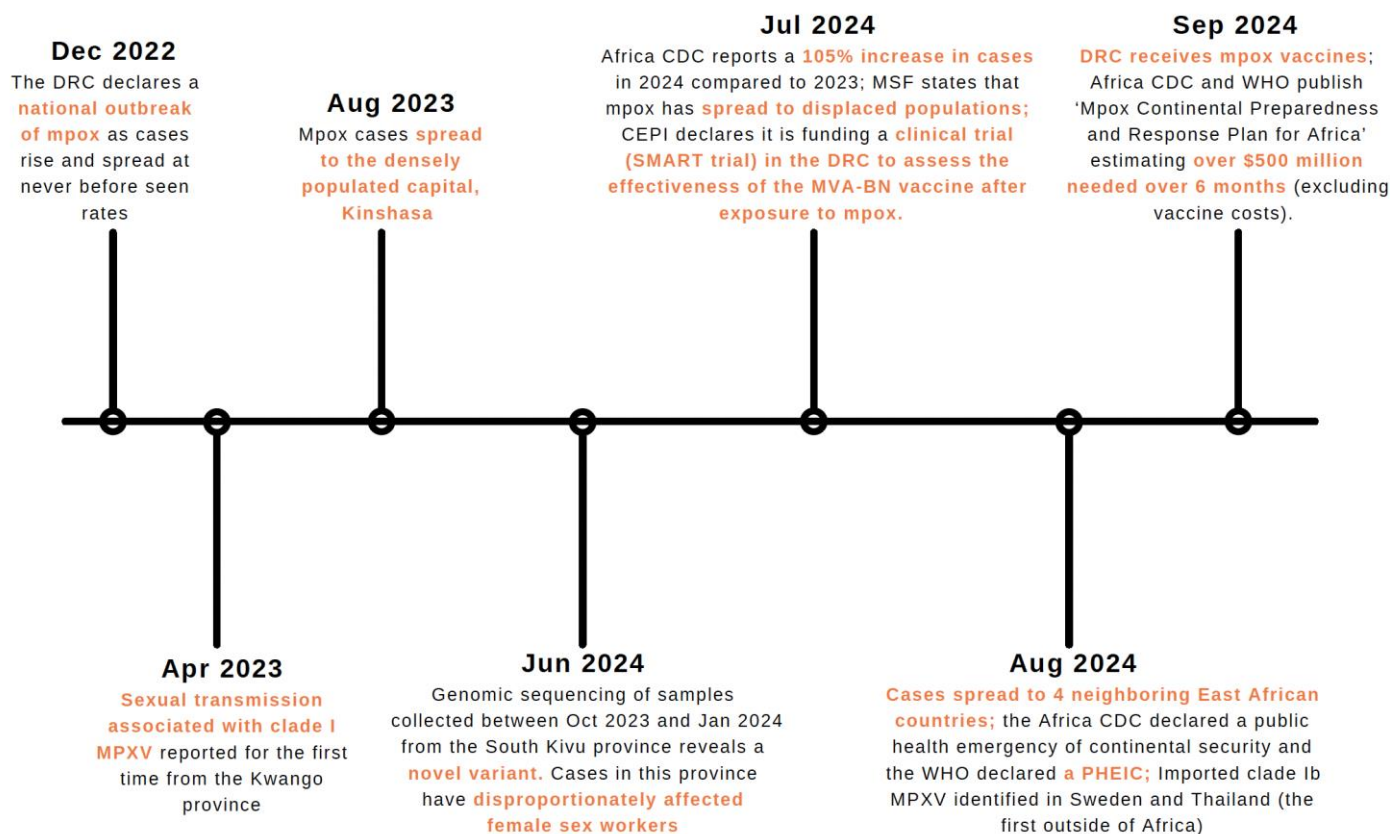 Dec 2022
The DRC declares a
national outbreak
of mpox as cases
rise and spread at
never before seen
rates
Apr 2023
Sexual transmission
associated with clade I
MPXV reported for the first
time from the Kwango
province
Aug 2023
Mpox cases spread
to the densely
populated capital,
Kinshasa
Jun 2024
Genomic sequencing of samples
collected between Oct 2023 and Jan 2024
from the South Kivu province reveals a
novel variant. Cases in this province
have disproportionately affected
female sex workers
Jul 2024
Africa CDC reports a 105% increase in cases
in 2024 compared to 2023; MSF states that
mpox has spread to displaced populations;
CEPI declares it is funding a clinical trial
(SMART trial) in the DRC to assess the
effectiveness of the MVA-BN vaccine after
exposure to mpox.
Aug 2024
Cases spread to 4 neighboring East African
countries; the Africa CDC declared a public
health emergency of continental security and
the WHO declared a PHEIC; Imported clade Ib
MPXV identified in Sweden and Thailand (the
first outside of Africa)
Sep 2024
DRC receives mpox vaccines;
Africa CDC and WHO publish
‘Mpox Continental Preparedness
and Response Plan for Africa’
estimating over $500 million
needed over 6 months (excluding
vaccine costs).